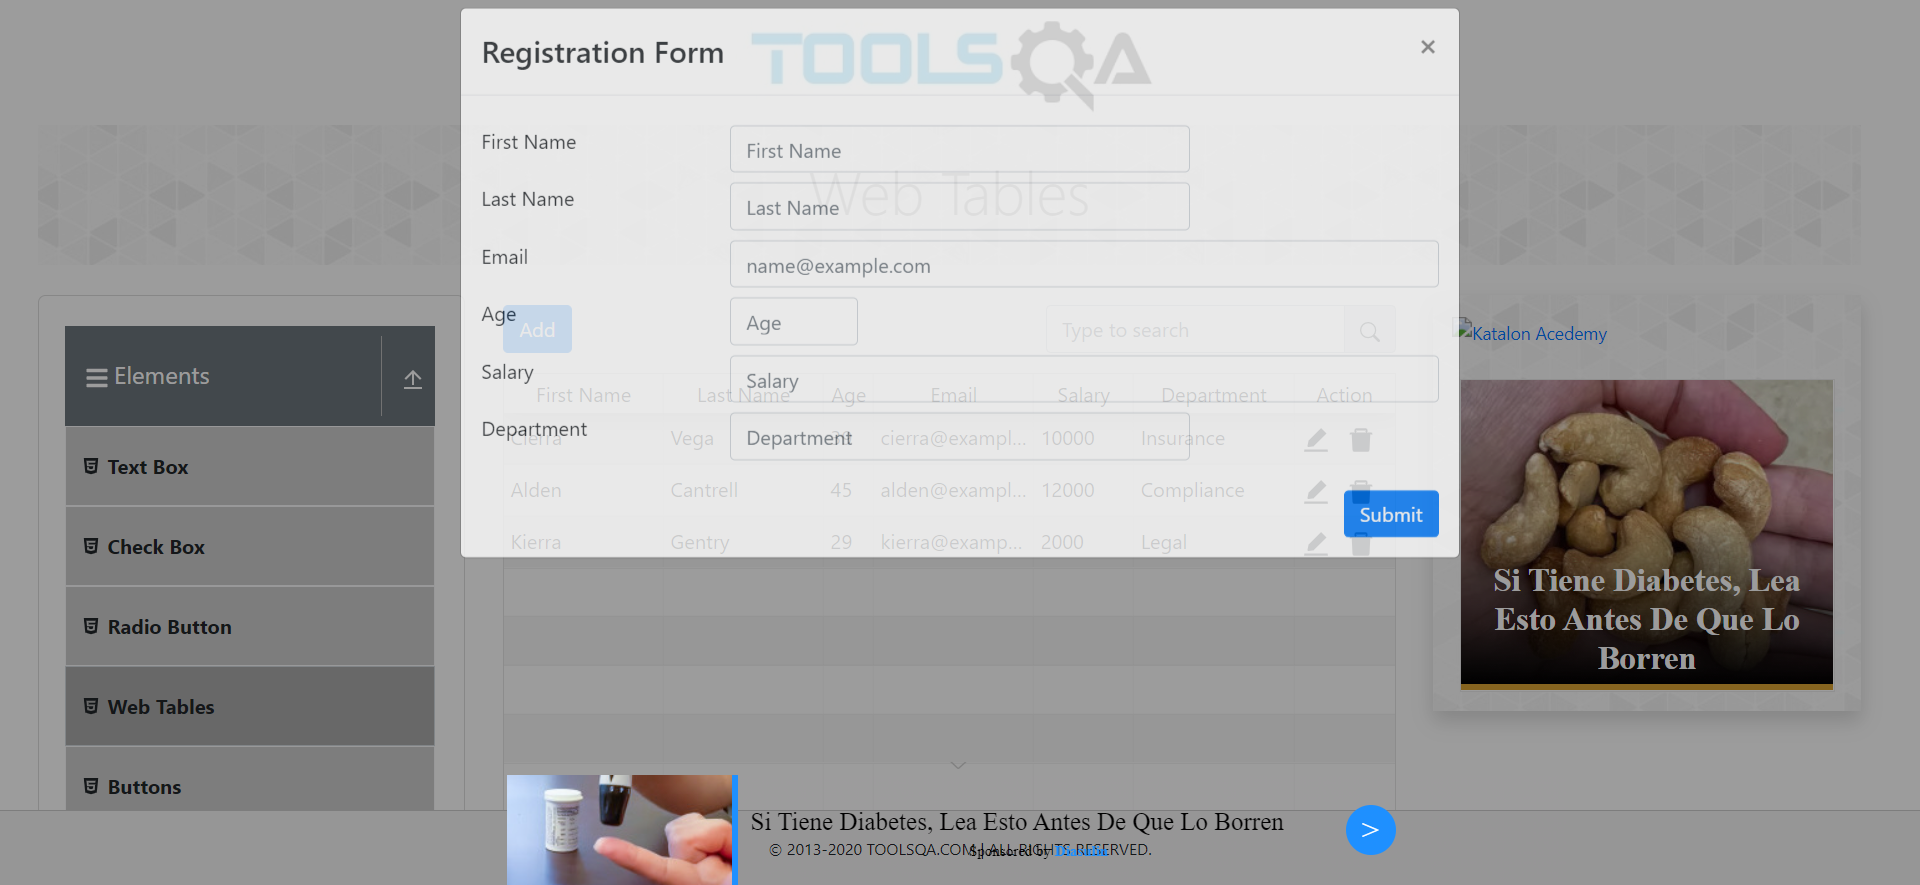 Registration Form
TOOLSQA
×
First Name
First Name
Last Name
Last Name
Web Tables
Email
name@example.com
Age
Age
Add
Type to search
Salary
Salary
First Name Last Name Age Email Salary Department Action
Department
Department
Cierra Vega cierra@exampl... 10000 Insurance
Alden Cantrell 45 alden@exampl... 12000 Compliance
Submit
Kierra Gentry 29 kierra@examp... 2000 Legal
Elements
Text Box
Check Box
Radio Button
Web Tables
Buttons
Katalon Acedemy
Si Tiene Diabetes, Lea
Esto Antes De Que Lo
Borren
Si Tiene Diabetes, Lea Esto Antes De Que Lo Borren
>
© 2013-2020 TOOLSQA.COM | ALL RIGHTS RESERVED.
Sponsored by